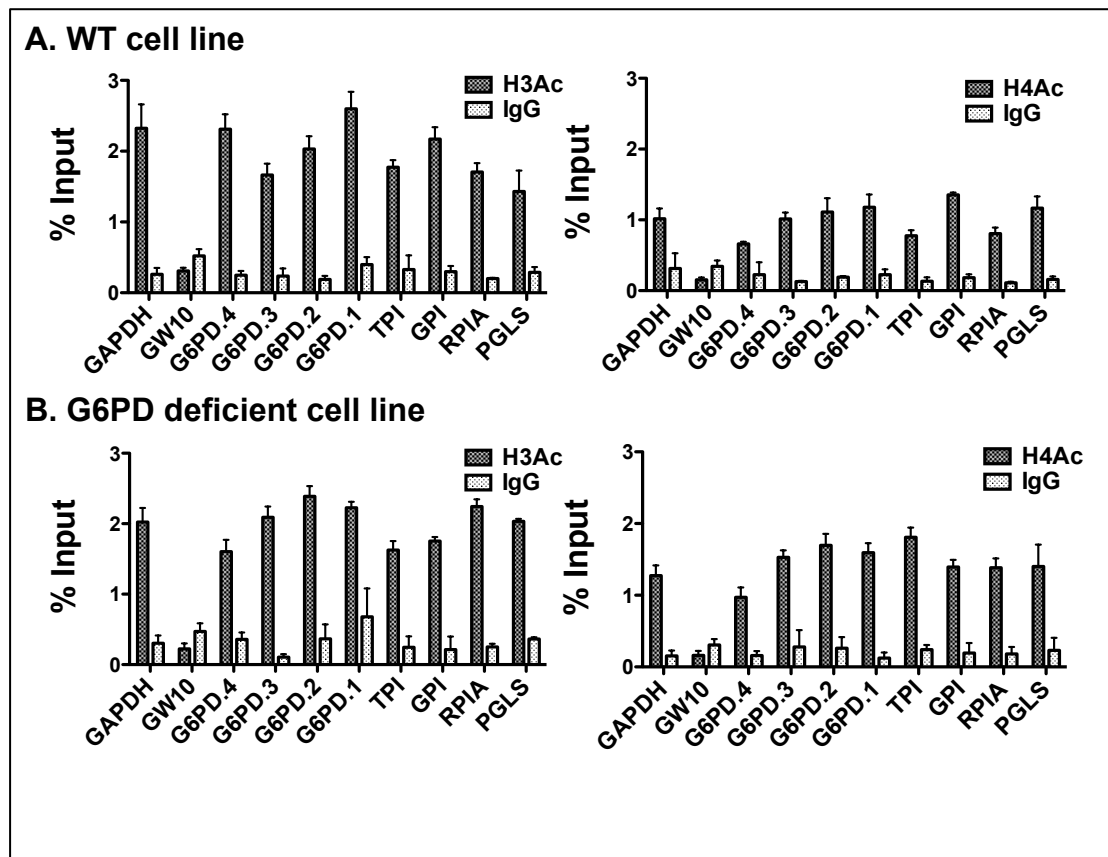 A. WT cell line
% Input
3
2
1
0
H3Ac
IgG
GAPDH
GW10
G6PD.4
G6PD.3
G6PD.2
G6PD.1
TPI
GPI
RPIA
PGLS
% Input
3
2
1
0
H4Ac
IgG
GAPDH
GW10
G6PD.4
G6PD.3
G6PD.2
G6PD.1
TPI
GPI
RPIA
PGLS
B. G6PD deficient cell line
% Input
3
2
1
0
H3Ac
IgG
GAPDH
GW10
G6PD.4
G6PD.3
G6PD.2
G6PD.1
TPI
GPI
RPIA
PGLS
% Input
3
2
1
0
H4Ac
IgG
GAPDH
GW10
G6PD.4
G6PD.3
G6PD.2
G6PD.1
TPI
GPI
RPIA
PGLS